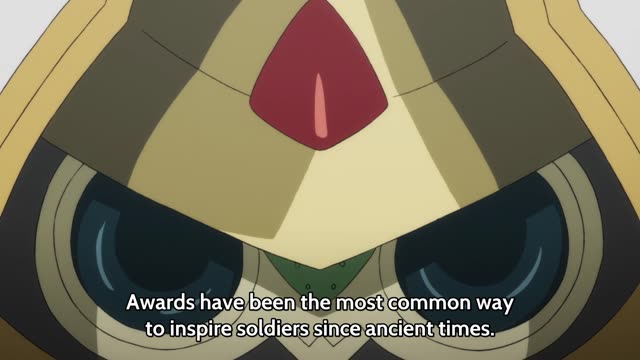 Awards have been the most common way
to inspire soldiers since ancient times.